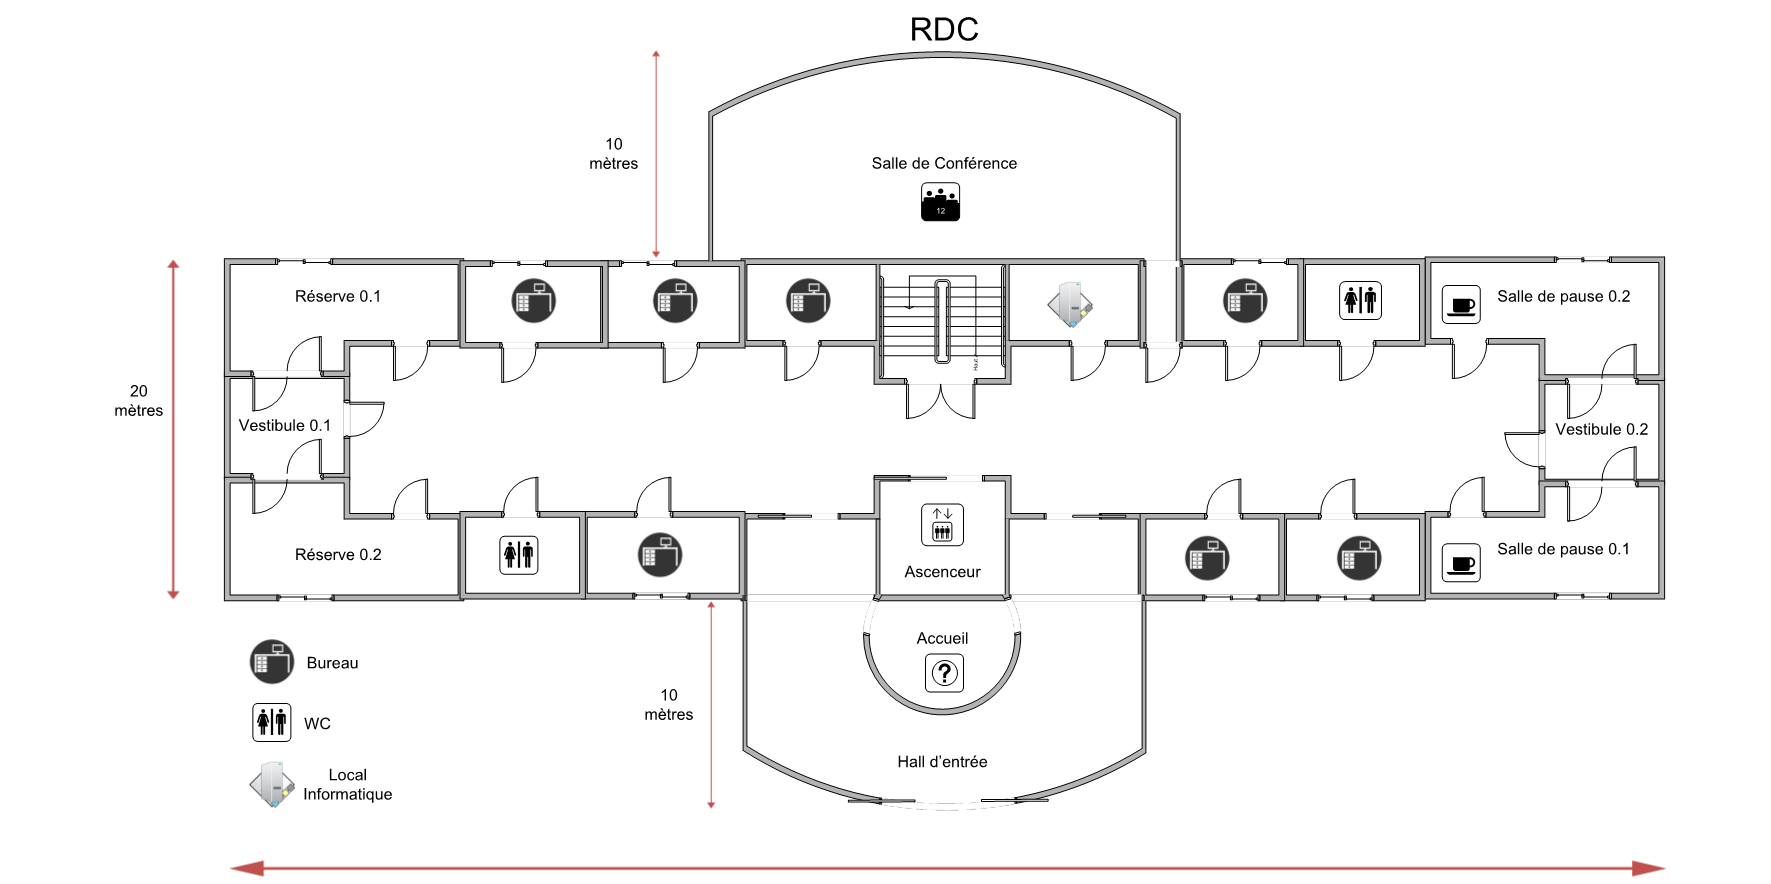 RDC
10
mètres
Salle de Conférence
12
Réserve 0.1
Salle de pause 0.2
Haut
20
mètres
Vestibule 0.1
Vestibule 0.2
Réserve 0.2
Ascenceur
Salle de pause 0.1
Accueil
?
Bureau
10
mètres
WC
Hall d’entrée
Local
Informatique